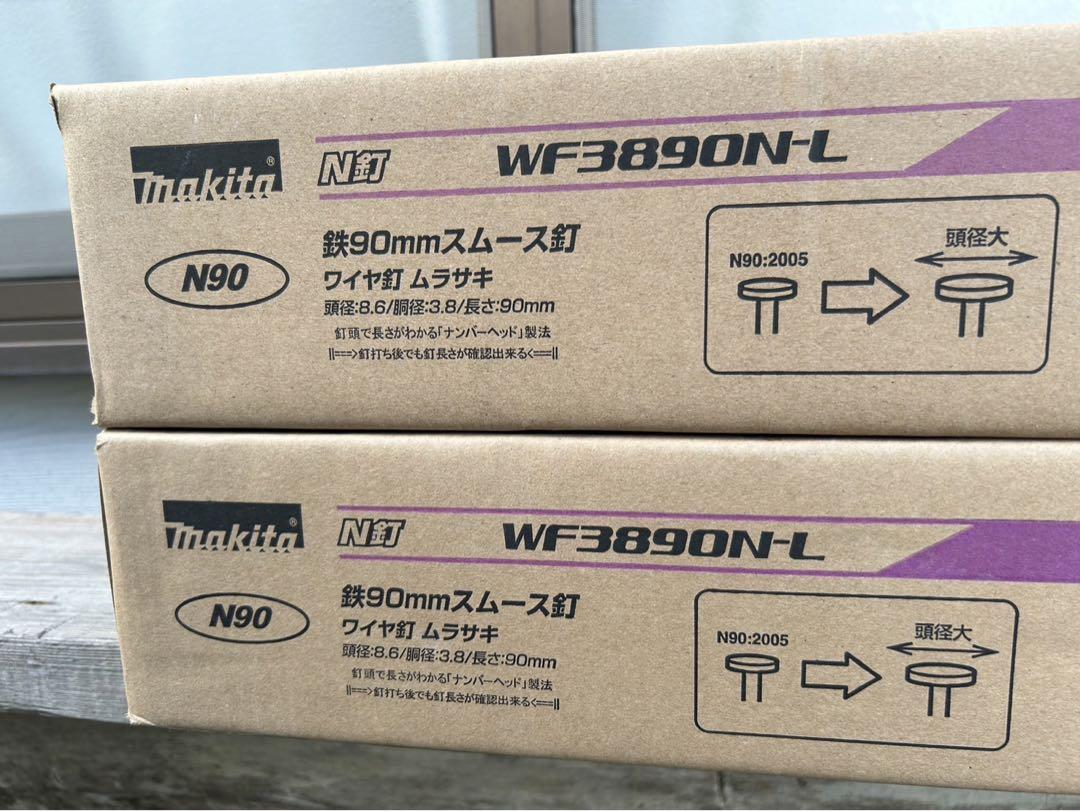 makita®
N釘 WF3890N-L
N90
鉄90mmスムース釘
ワイヤ釘 ムラサキ
頭径:8.6/胴径:3.8/長さ:90mm
釘頭で長さがわかる「ナンバーヘッド」製法
||===>釘打ち後でも釘長さが確認出来る<===||
N90:2005
頭径大
makita®
N釘 WF3890N-L
N90
鉄90mmスムース釘
ワイヤ釘 ムラサキ
頭径:8.6/胴径:3.8/長さ:90mm
釘頭で長さがわかる「ナンバーヘッド」製法
||===>釘打ち後でも釘長さが確認出来る<===||
N90:2005
頭径大